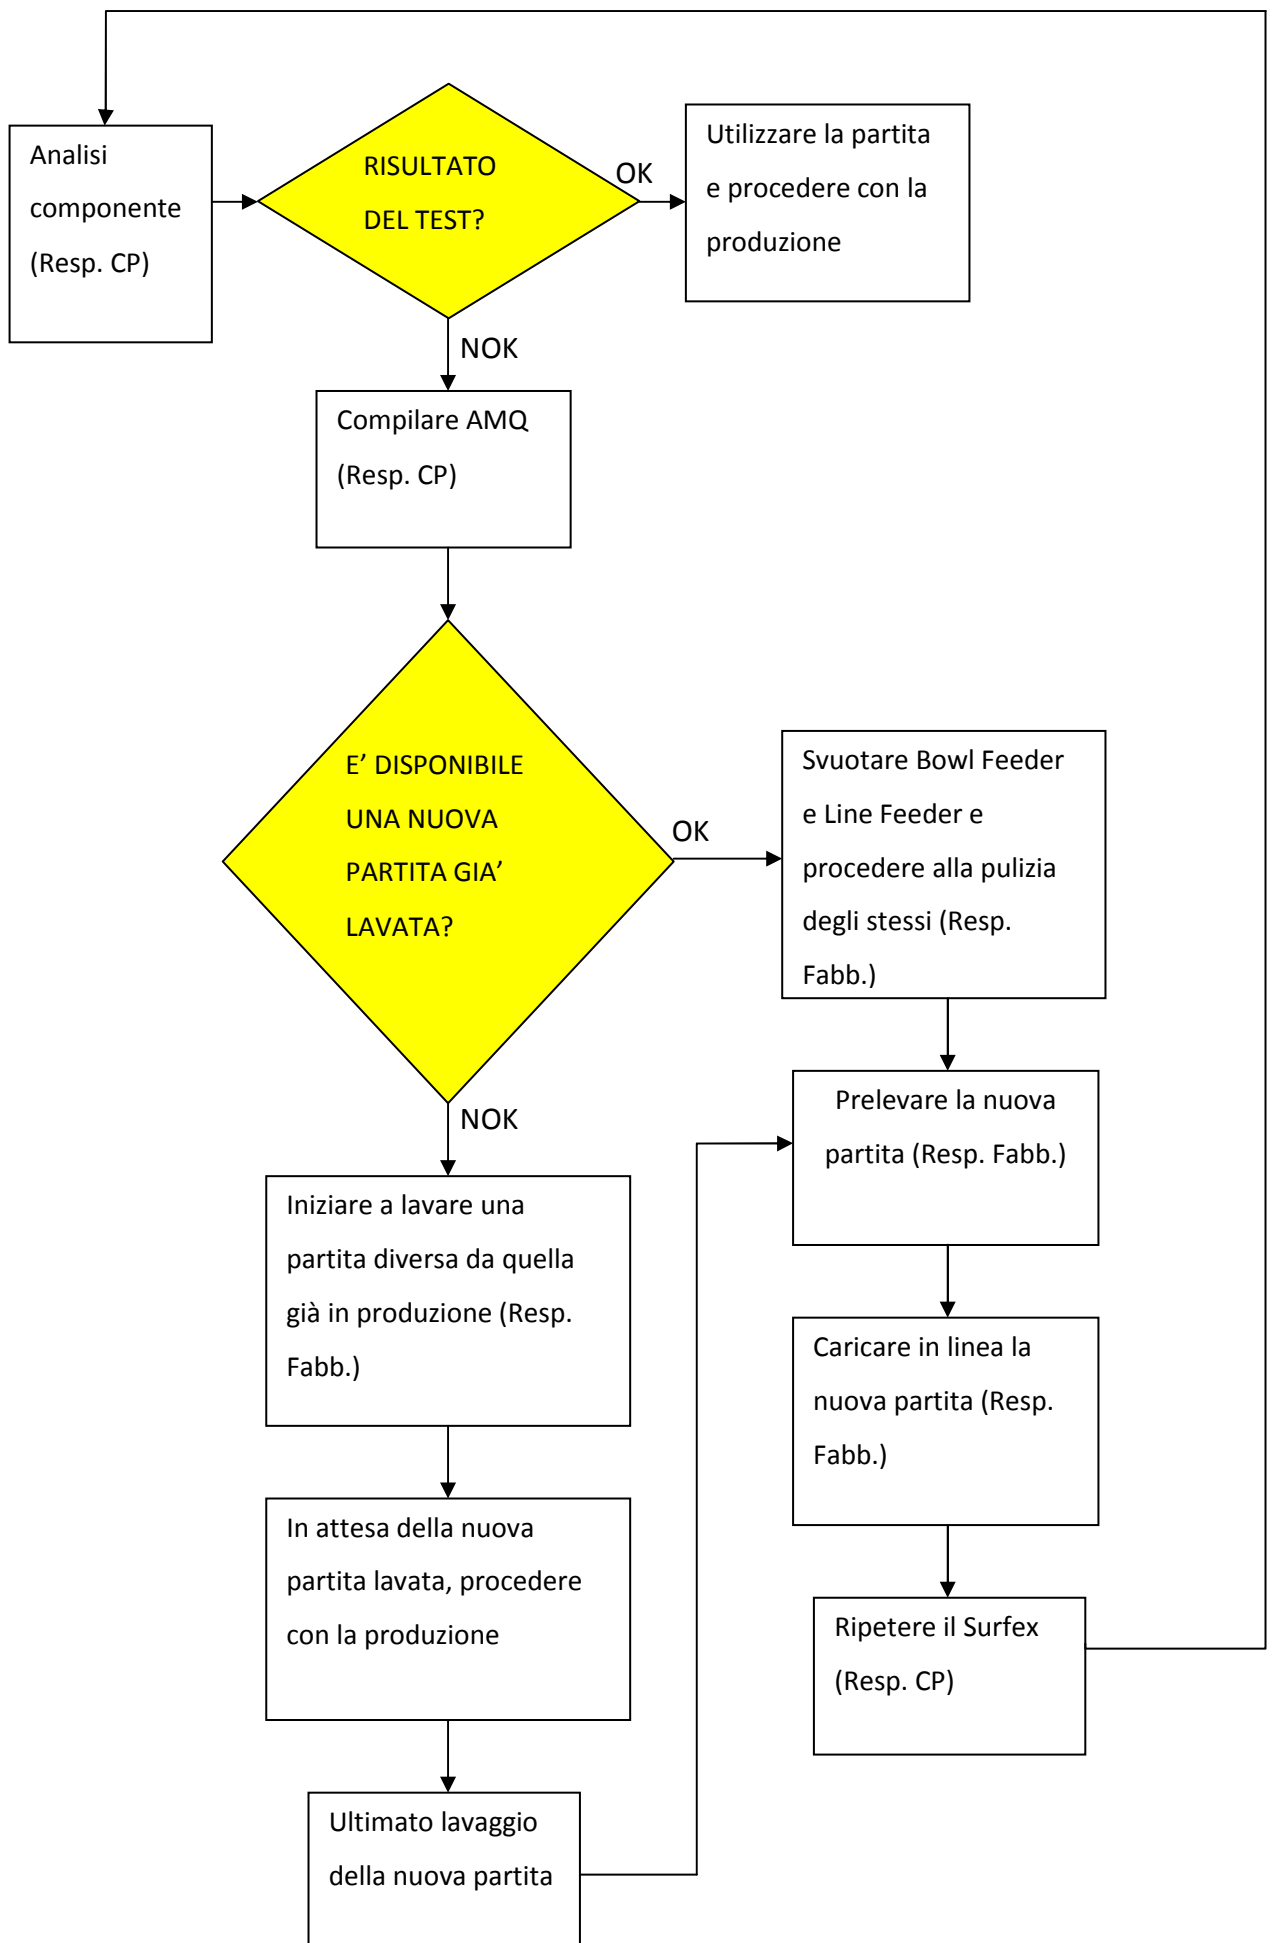 Analisi
componente
(Resp. CP)
RISULTATO
DEL TEST?
OK
Utilizzare la partita
e procedere con la
produzione
NOK
Compilare AMQ
(Resp. CP)
E’ DISPONIBILE
UNA NUOVA
PARTITA GIA’
LAVATA?
OK
Svuotare Bowl Feeder
e Line Feeder e
procedere alla pulizia
degli stessi (Resp.
Fabb.)
NOK
Prelevare la nuova
partita (Resp. Fabb.)
Iniziare a lavare una
partita diversa da quella
già in produzione (Resp.
Fabb.)
Caricare in linea la
nuova partita (Resp.
Fabb.)
In attesa della nuova
partita lavata, procedere
con la produzione
Ripetere il Surfex
(Resp. CP)
Ultimato lavaggio
della nuova partita